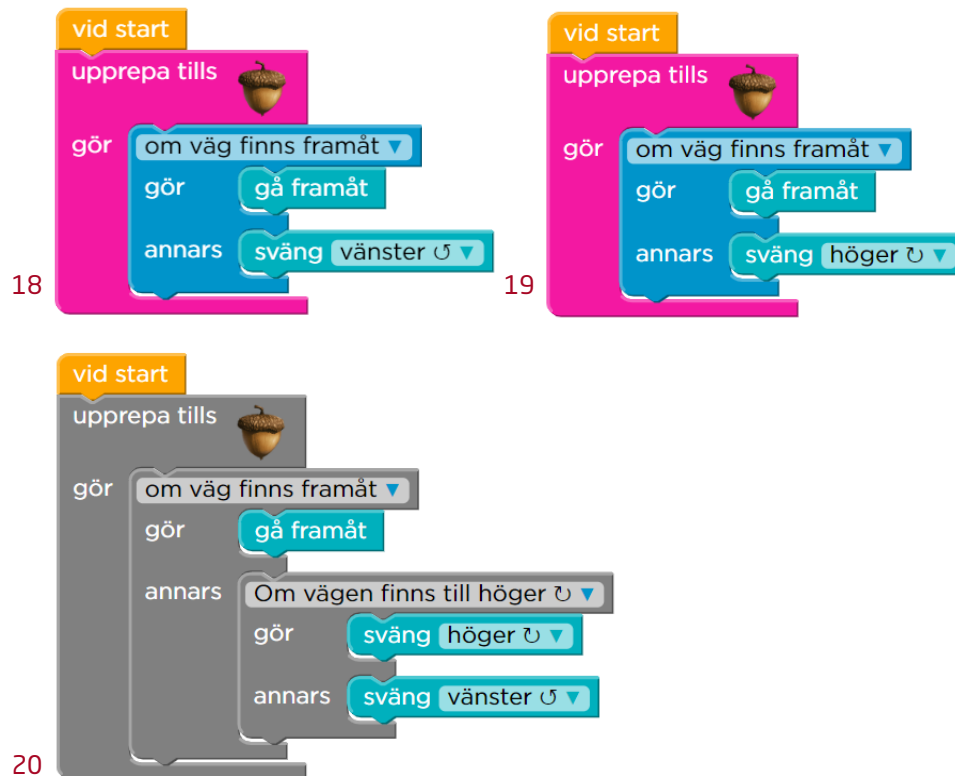 vid start
upprepa tills
gör om väg finns framåt ▼
gör gå framåt
annars sväng vänster ↺ ▼
18
vid start
upprepa tills
gör om väg finns framåt ▼
gör gå framåt
annars sväng höger ↻ ▼
19
vid start
upprepa tills
gör om väg finns framåt ▼
gör gå framåt
annars Om vägen finns till höger ↻ ▼
gör sväng höger ↻ ▼
annars sväng vänster ↺ ▼
20